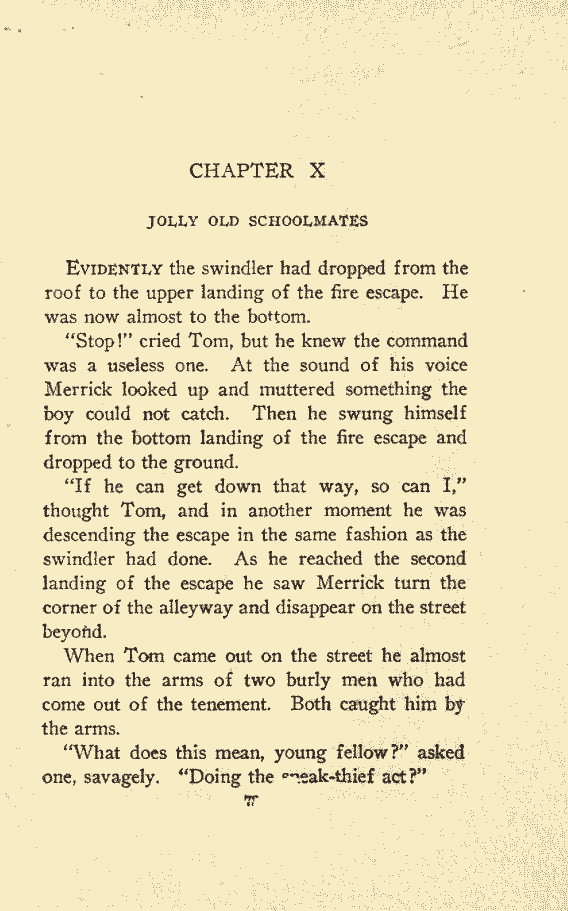 CHAPTER X
JOLLY OLD SCHOOLMATES
EVIDENTLY the swindler had dropped from the
roof to the upper landing of the fire escape. He
was now almost to the bottom.
"Stop!" cried Tom, but he knew the command
was a useless one. At the sound of his voice
Merrick looked up and muttered something the
boy could not catch. Then he swung himself
from the bottom landing of the fire escape and
dropped to the ground.
"If he can get down that way, so can I,"
thought Tom, and in another moment he was
descending the escape in the same fashion as the
swindler had done. As he reached the second
landing of the escape he saw Merrick turn the
corner of the alleyway and disappear on the street
beyond.
When Tom came out on the street he almost
ran into the arms of two burly men who had
come out of the tenement. Both caught him by
the arms.
"What does this mean, young fellow?" asked
one, savagely. "Doing the sneak-thief act?"